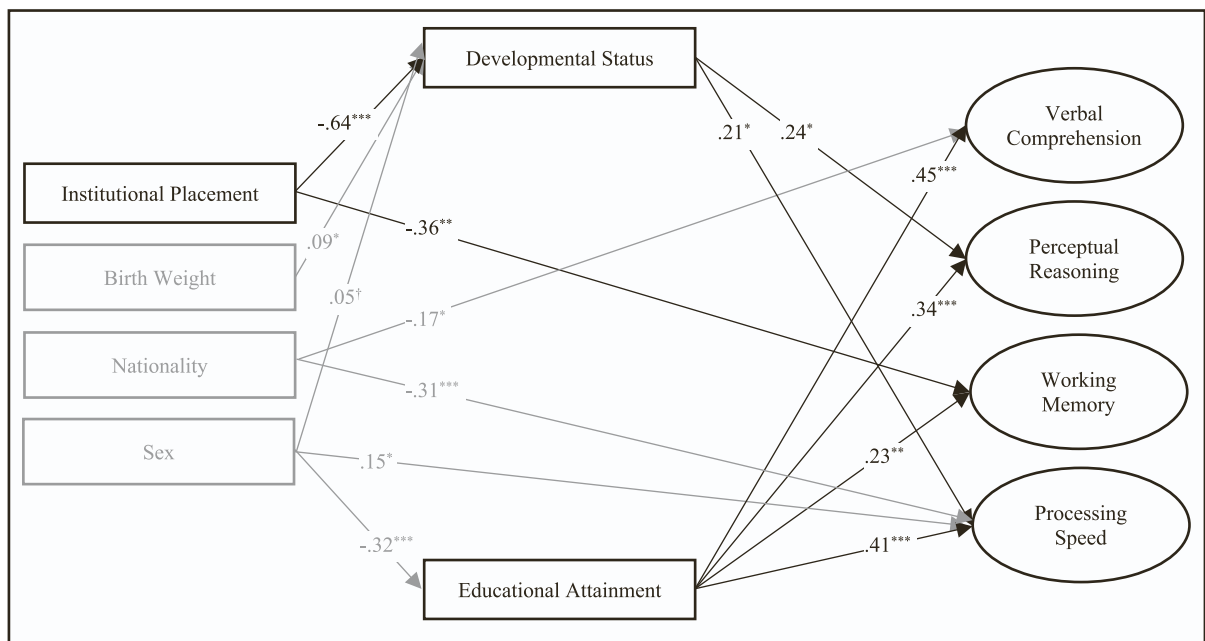 Developmental Status
Verbal
Comprehension
-.64***
.21*
.24*
.45***
Institutional Placement
-.36**
.09*
Birth Weight
Perceptual
Reasoning
.05†
-.17*
.34***
Nationality
-.31***
Working
Memory
Sex
.15*
.23**
Processing
Speed
-.32***
.41***
Educational Attainment